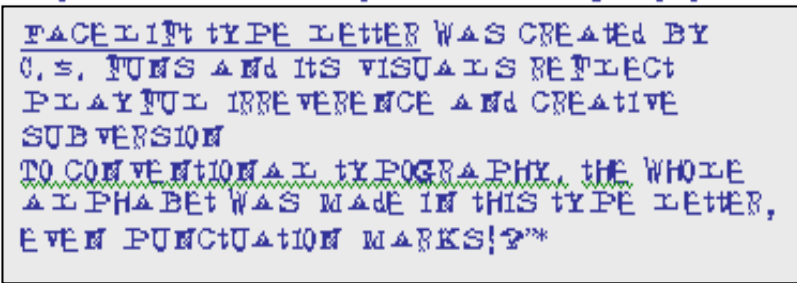 FACELIFt tYPE LEttER WAS CREAtEd BY
C.S. FUNS ANd ItS VISUALS REFLECt
PLAYFUL IRREVERENCE ANd CREAtIVE
SUBVERSION
TO CONVENtIONAL tYPOGRAPHY, tHE WHOLE
ALPHABEt WAS MAdE IN tHIS tYPE LEttER,
EVEN PUNCtUAtION MARKS!?"*